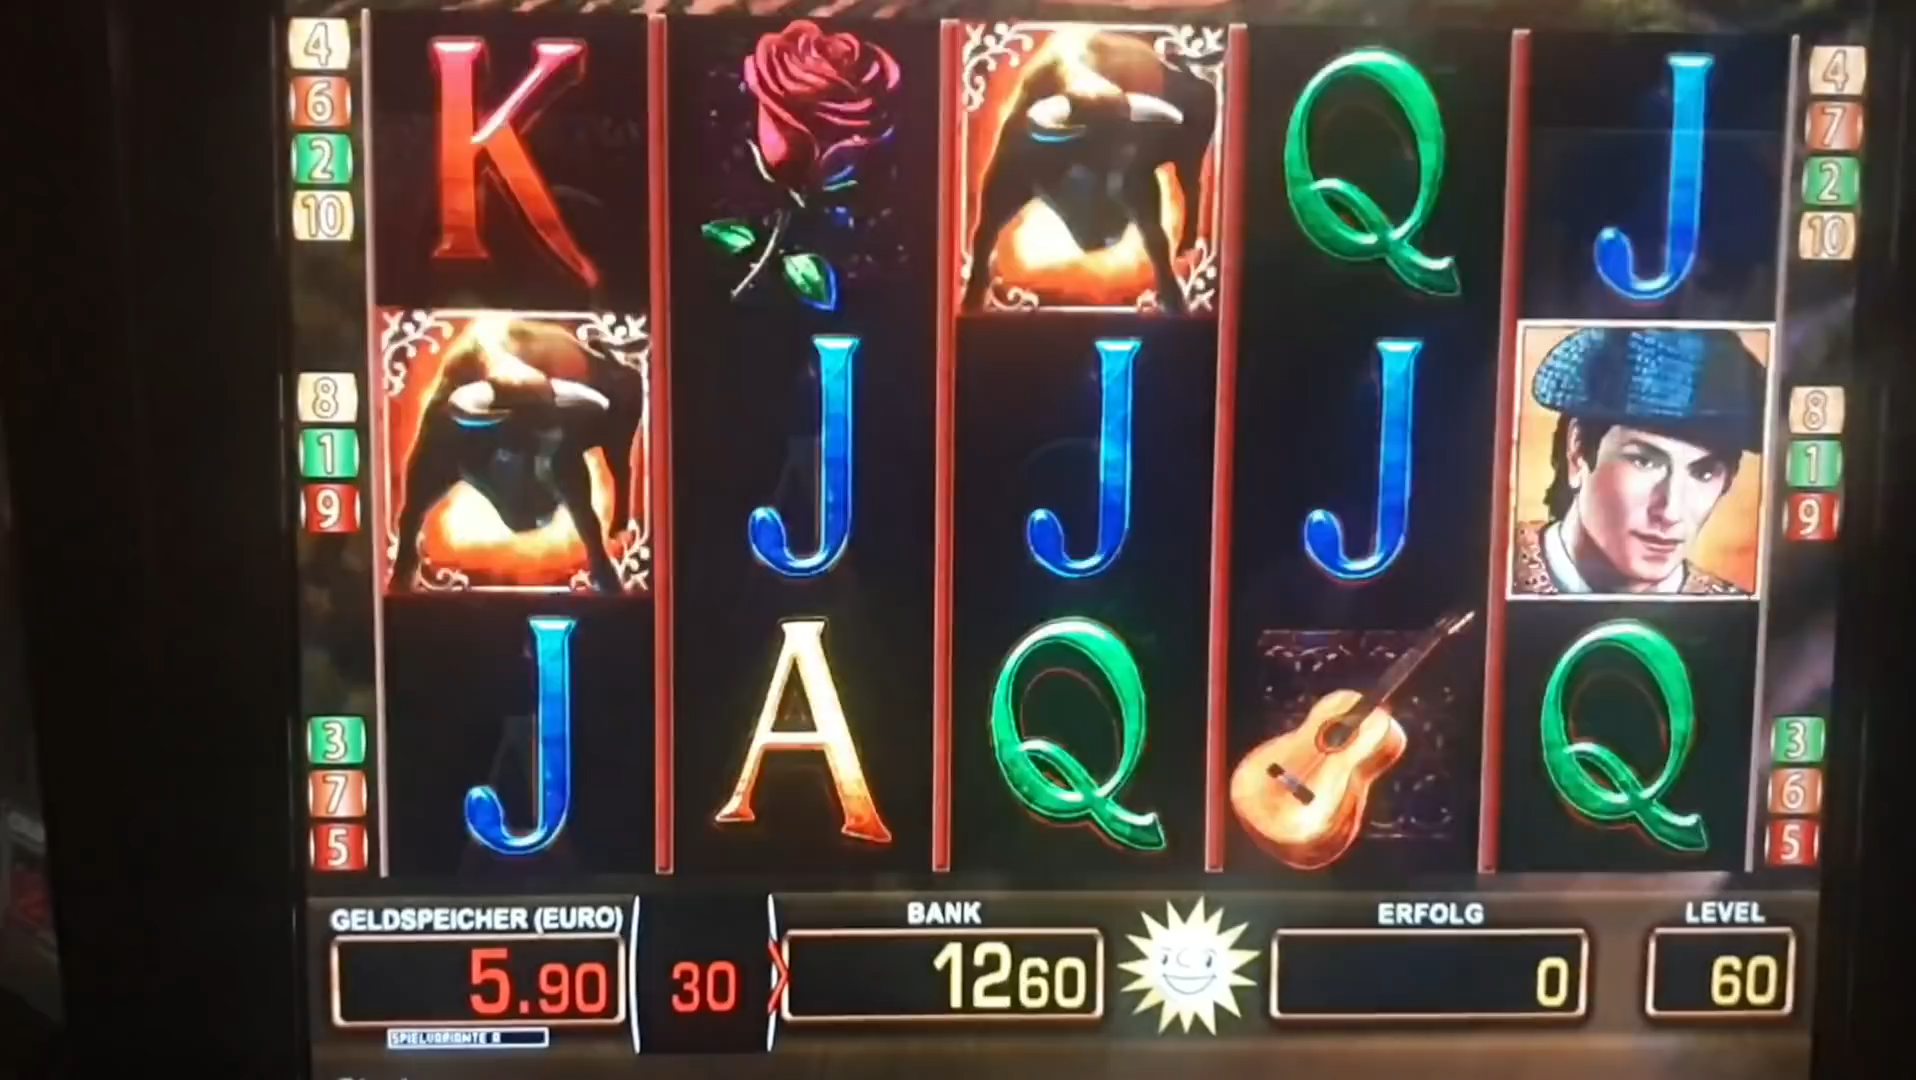 4 K Q J 4
6 7
2 2
10 10
8 J J J 8
1 1
9 9
3 J A Q Q 3
7 6
5 5
GELDSPEICHER (EURO) BANK ERFOLG LEVEL
5.90 30 1260 0 60
SPIELVARIANTE A